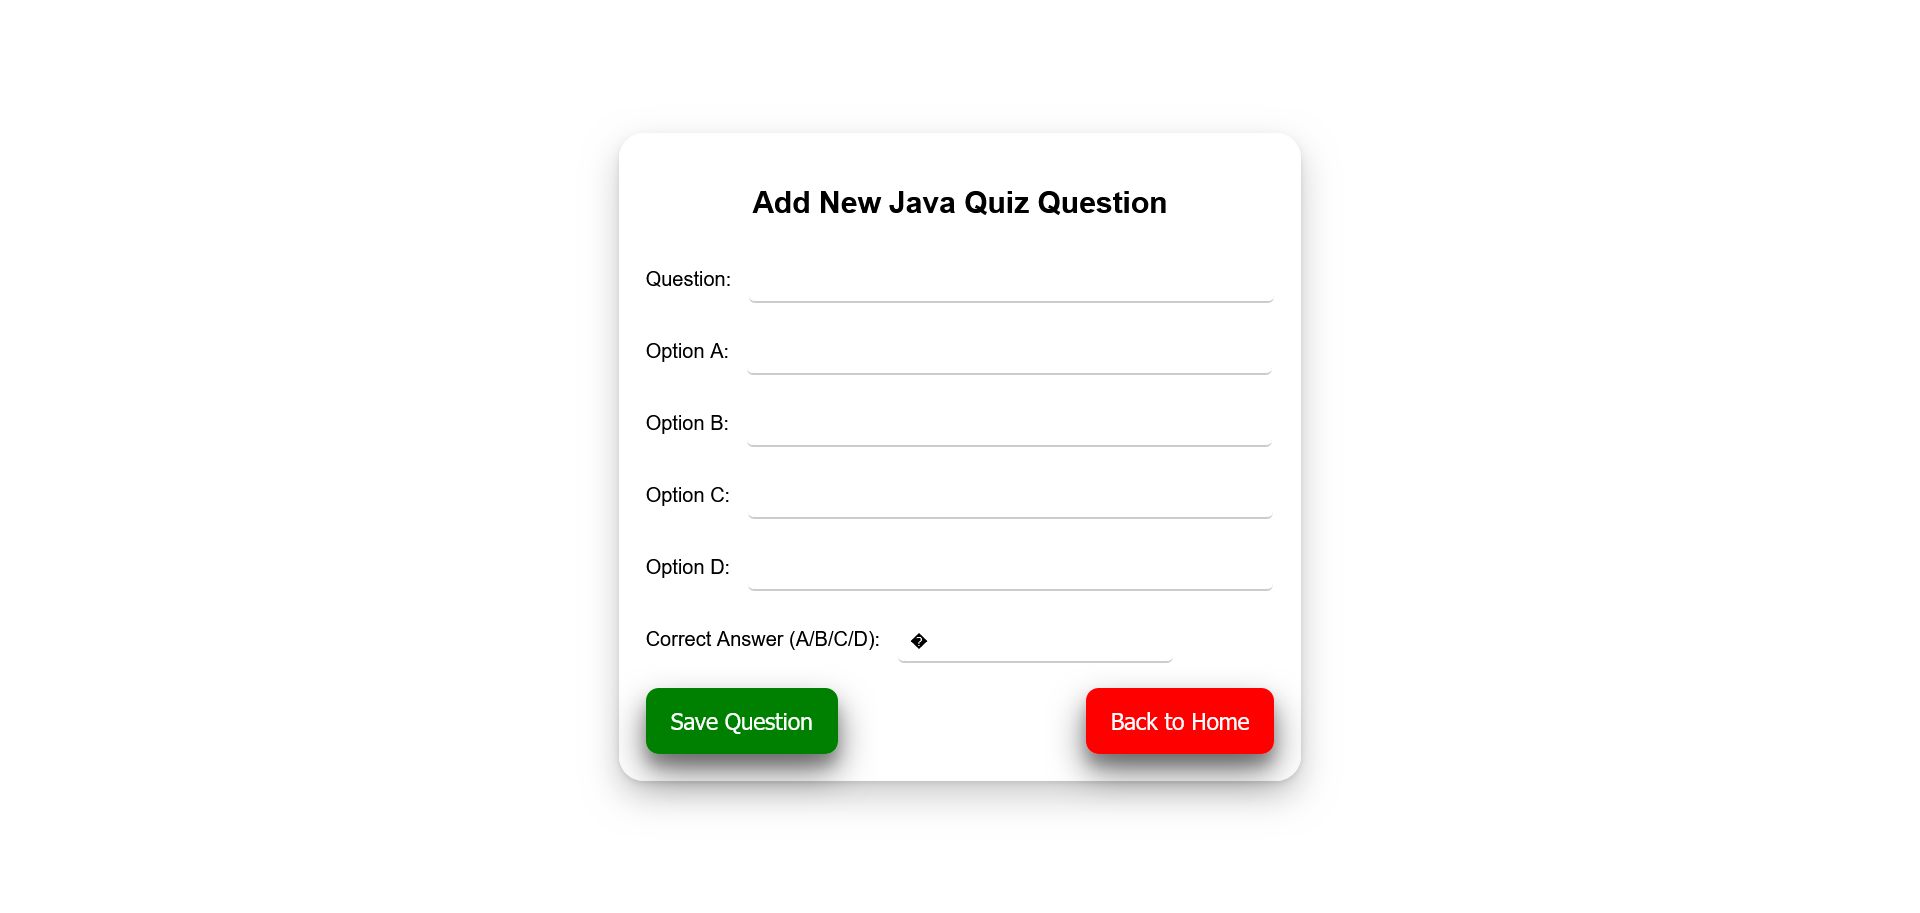 Add New Java Quiz Question
Question:
Option A:
Option B:
Option C:
Option D:
Correct Answer (A/B/C/D): �
Save Question
Back to Home